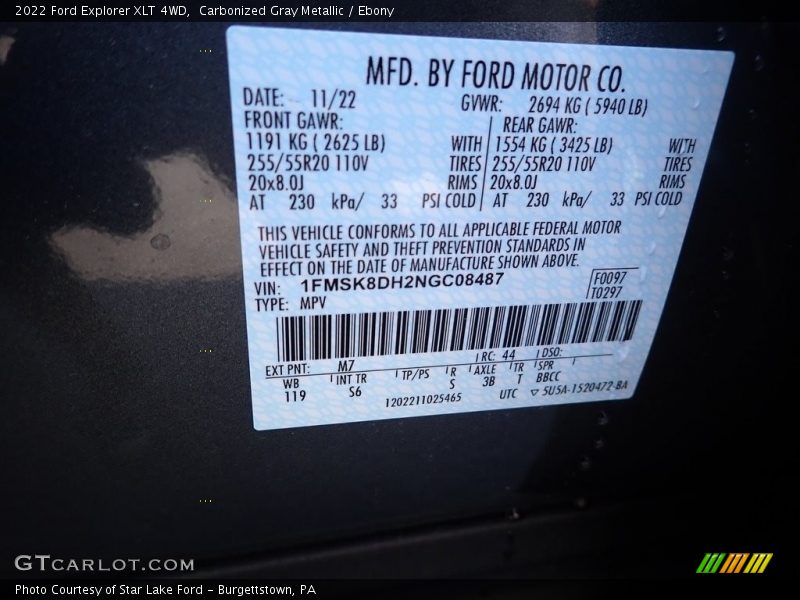 2022 Ford Explorer XLT 4WD,  Carbonized Gray Metallic / Ebony
MFD. BY FORD MOTOR CO.
DATE: 11/22 GVWR: 2694 KG ( 5940 LB)
FRONT GAWR: REAR GAWR:
1191 KG ( 2625 LB) WITH 1554 KG ( 3425 LB) WITH
255/55R20 110V TIRES 255/55R20 110V TIRES
20x8.0J RIMS 20x8.0J RIMS
AT 230 kPa/ 33 PSI COLD AT 230 kPa/ 33 PSI COLD
THIS VEHICLE CONFORMS TO ALL APPLICABLE FEDERAL MOTOR
VEHICLE SAFETY AND THEFT PREVENTION STANDARDS IN
EFFECT ON THE DATE OF MANUFACTURE SHOWN ABOVE.
VIN: 1FMSK8DH2NGC08487 F0097
TYPE: MPV T0297
EXT PNT: M7 RC: 44 DSO:
WB INT TR TP/PS R AXLE TR SPR
119 S6 S 3B T BBCC
1202211025465 UTC ▽ 5U5A-1520472-BA
GTCARLOT.COM
Photo Courtesy of Star Lake Ford - Burgettstown, PA